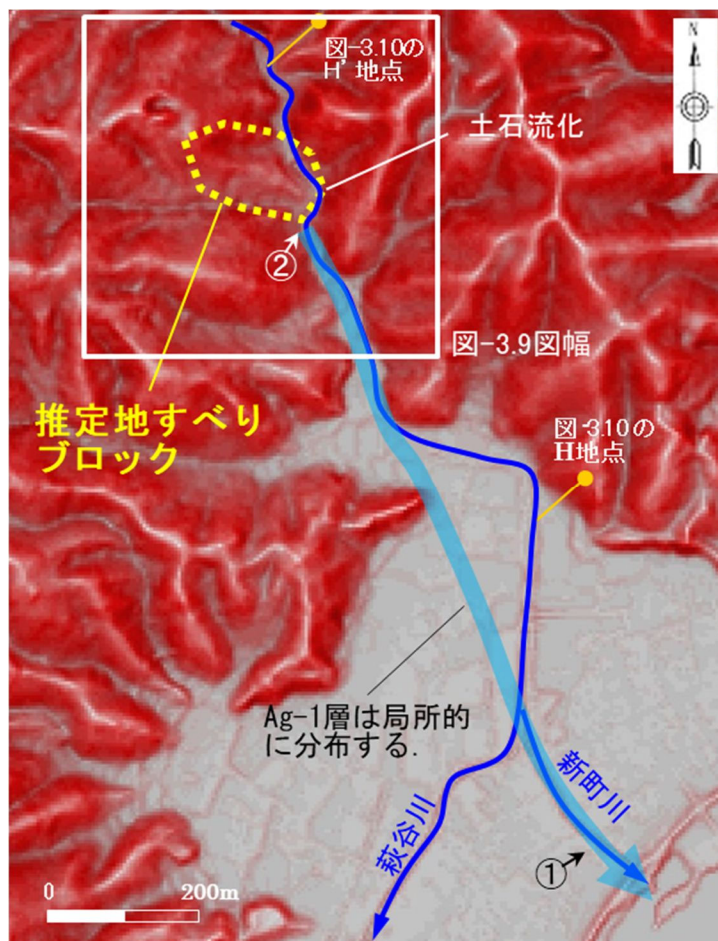 図-3.10の
H'地点
N
土石流化
②
図-3.9図幅
推定地すべり
ブロック
図-3.10の
H地点
Ag-1層は局所的
に分布する.
新町川
萩谷川
①
0 200m